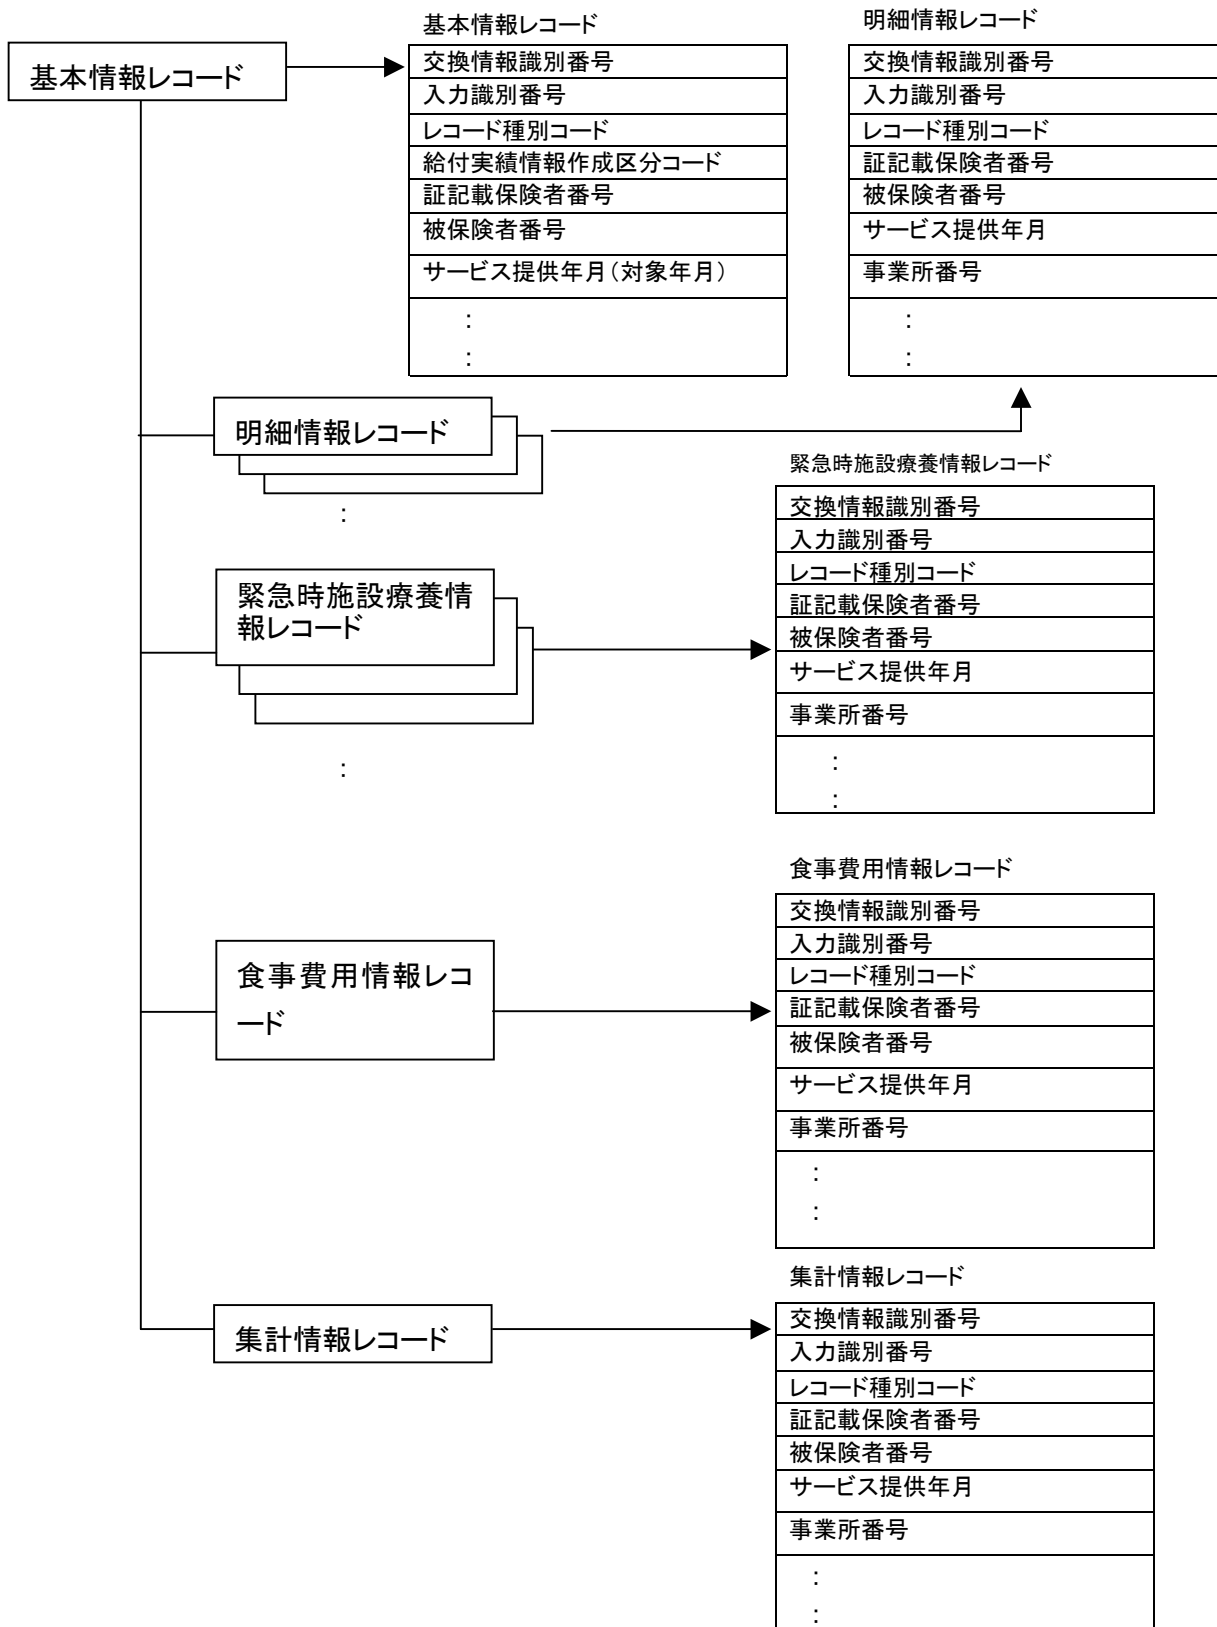 基本情報レコード
基本情報レコード
交換情報識別番号
入力識別番号
レコード種別コード
給付実績情報作成区分コード
証記載保険者番号
被保険者番号
サービス提供年月(対象年月)
:
:
明細情報レコード
交換情報識別番号
入力識別番号
レコード種別コード
証記載保険者番号
被保険者番号
サービス提供年月
事業所番号
:
:
明細情報レコード
:
緊急時施設療養情
報レコード
:
緊急時施設療養情報レコード
交換情報識別番号
入力識別番号
レコード種別コード
証記載保険者番号
被保険者番号
サービス提供年月
事業所番号
:
:
食事費用情報レコ
ード
食事費用情報レコード
交換情報識別番号
入力識別番号
レコード種別コード
証記載保険者番号
被保険者番号
サービス提供年月
事業所番号
:
:
集計情報レコード
集計情報レコード
交換情報識別番号
入力識別番号
レコード種別コード
証記載保険者番号
被保険者番号
サービス提供年月
事業所番号
:
: